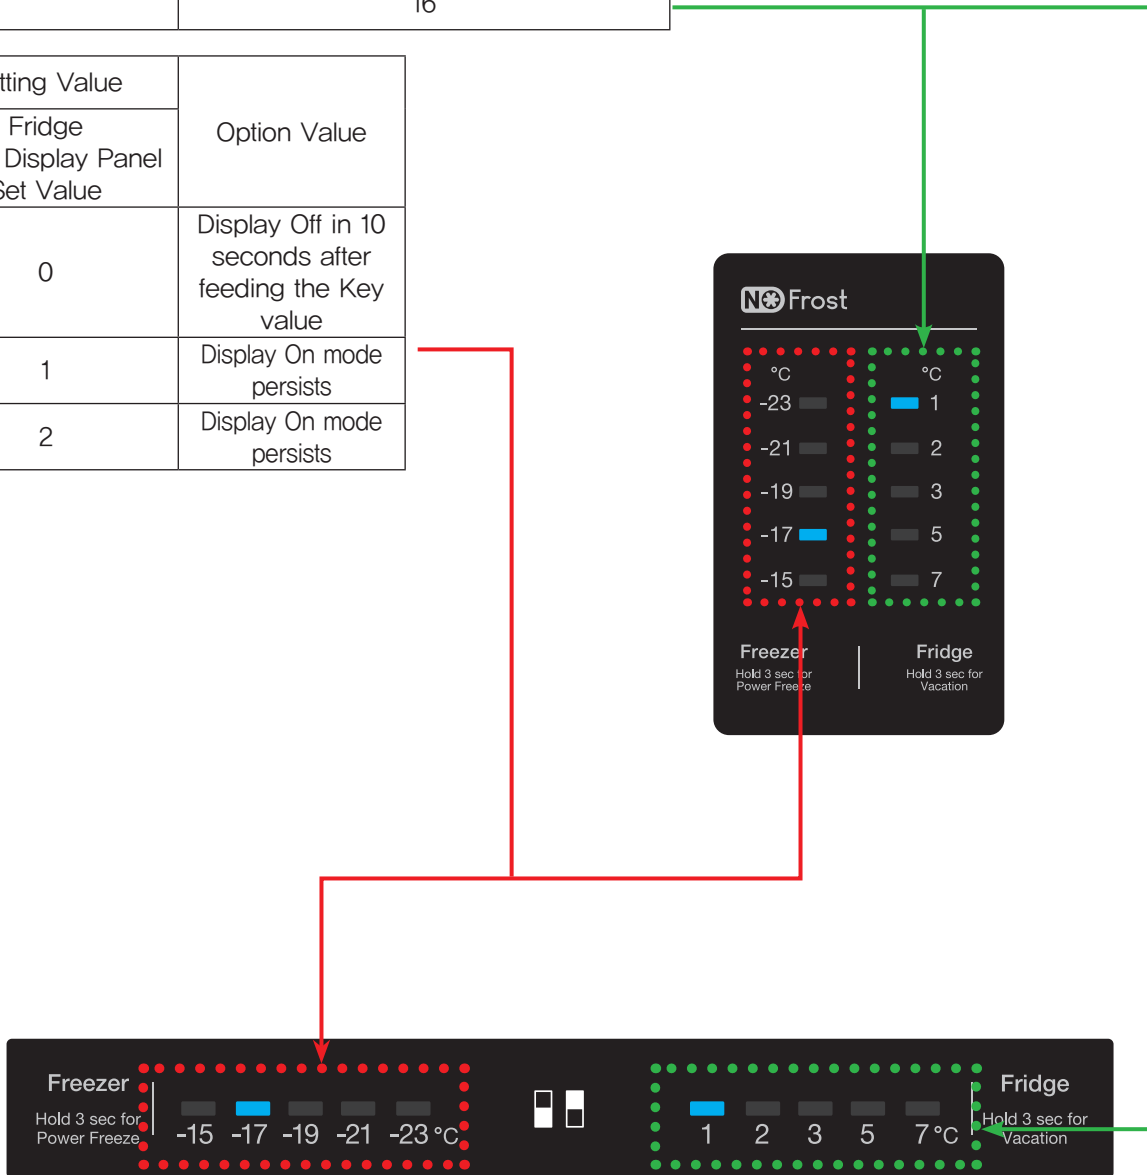 16
tting Value
Fridge
Display Panel
Set Value
Option Value
0
Display Off in 10
seconds after
feeding the Key
value
1
Display On mode
persists
2
Display On mode
persists
NO Frost
°C °C
-23 1
-21 2
-19 3
-17 5
-15 7
Freezer
Hold 3 sec for
Power Freeze
Fridge
Hold 3 sec for
Vacation
Freezer
Hold 3 sec for
Power Freeze
-15 -17 -19 -21 -23 °C
1 2 3 5 7 °C
Fridge
Hold 3 sec for
Vacation